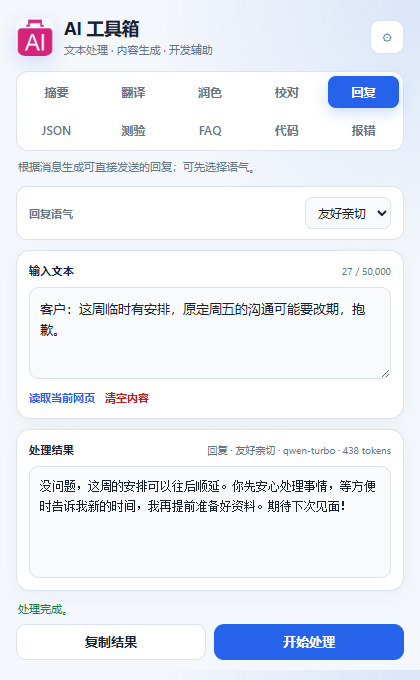 AI
AI 工具箱
文本处理 · 内容生成 · 开发辅助
摘要 翻译 润色 校对 回复
JSON 测验 FAQ 代码 报错
根据消息生成可直接发送的回复；可先选择语气。
回复语气 友好亲切
输入文本 27 / 50,000
客户：这周临时有安排，原定周五的沟通可能要改期，抱
歉。
读取当前网页 清空内容
处理结果 回复 · 友好亲切 · qwen-turbo · 438 tokens
没问题，这周的安排可以往后顺延。你先安心处理事情，等方便
时告诉我新的时间，我再提前准备好资料。期待下次见面！
处理完成。
复制结果 开始处理